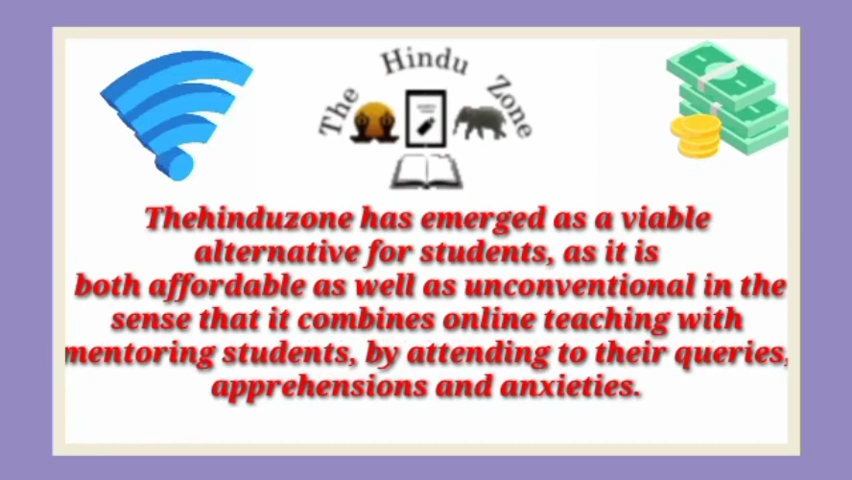 The Hindu Zone
Thehinduzone has emerged as a viable
alternative for students, as it is
both affordable as well as unconventional in the
sense that it combines online teaching with
mentoring students, by attending to their queries,
apprehensions and anxieties.